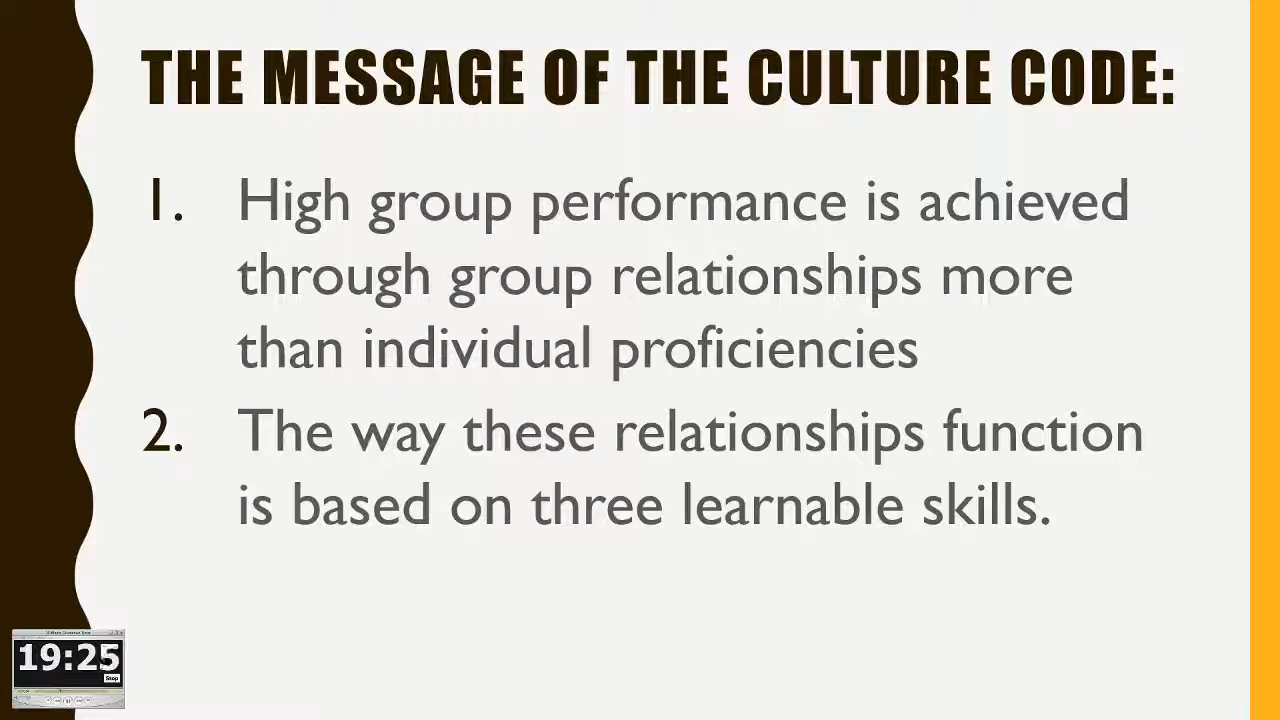 THE MESSAGE OF THE CULTURE CODE:
1. High group performance is achieved
through group relationships more
than individual proficiencies
2. The way these relationships function
is based on three learnable skills.
19:25
Stop